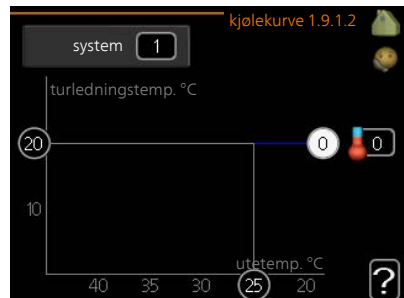 kjølekurve 1.9.1.2
system 1
turledningstemp. °C
20 0 0
10
utetemp. °C
40 35 30 25 20
?